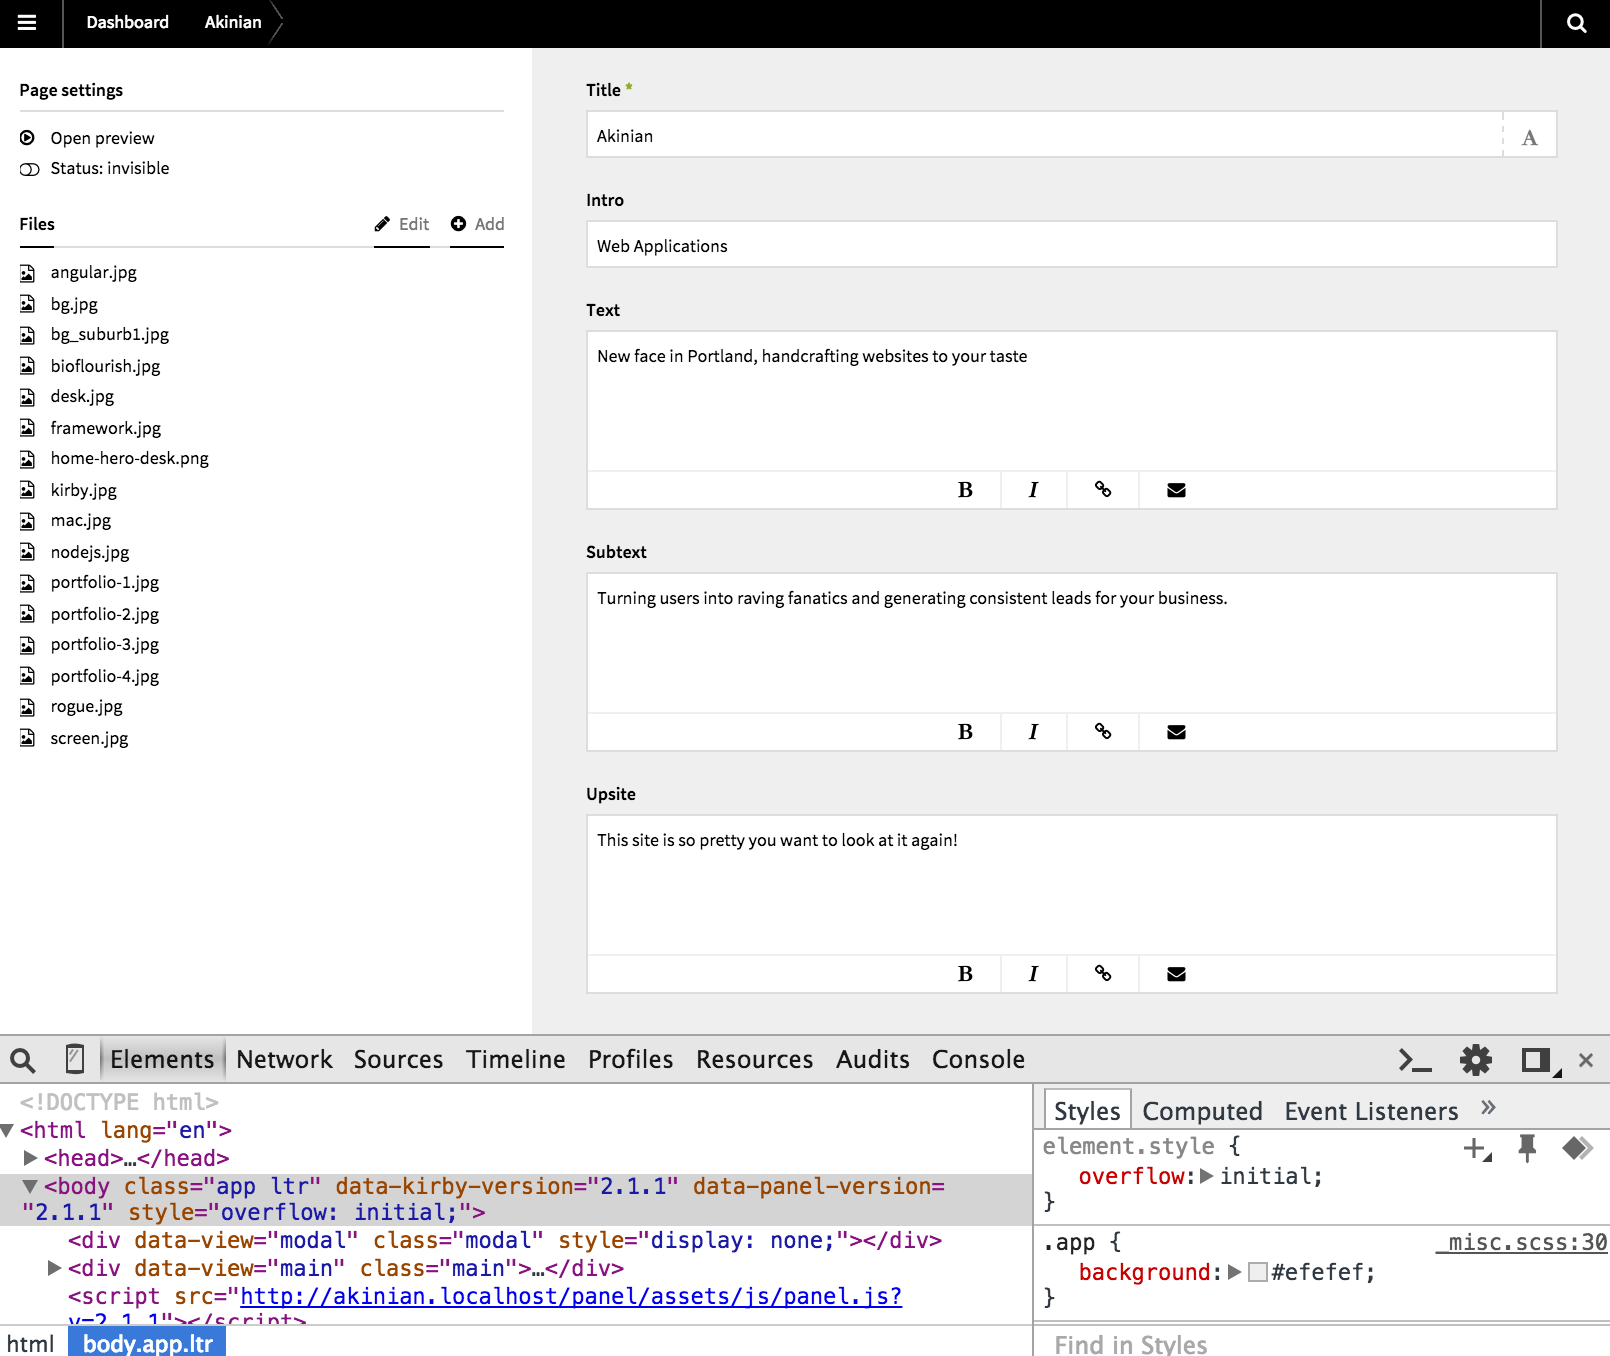 Dashboard Akinian
Page settings
Open preview
Status: invisible
Files Edit Add
angular.jpg
bg.jpg
bg_suburb1.jpg
bioflourish.jpg
desk.jpg
framework.jpg
home-hero-desk.png
kirby.jpg
mac.jpg
nodejs.jpg
portfolio-1.jpg
portfolio-2.jpg
portfolio-3.jpg
portfolio-4.jpg
rogue.jpg
screen.jpg
Title *
Akinian A
Intro
Web Applications
Text
New face in Portland, handcrafting websites to your taste
B I
Subtext
Turning users into raving fanatics and generating consistent leads for your business.
B I
Upsite
This site is so pretty you want to look at it again!
B I
Elements Network Sources Timeline Profiles Resources Audits Console
<!DOCTYPE html>
<html lang="en">
<head>…</head>
<body class="app ltr" data-kirby-version="2.1.1" data-panel-version=
"2.1.1" style="overflow: initial;">
<div data-view="modal" class="modal" style="display: none;"></div>
<div data-view="main" class="main">…</div>
<script src="http://akinian.localhost/panel/assets/js/panel.js?
v=2.1.1"></script>
html body.app.ltr
Styles Computed Event Listeners »
element.style {
overflow: initial;
}
.app { _misc.scss:30
background: #efefef;
}
Find in Styles